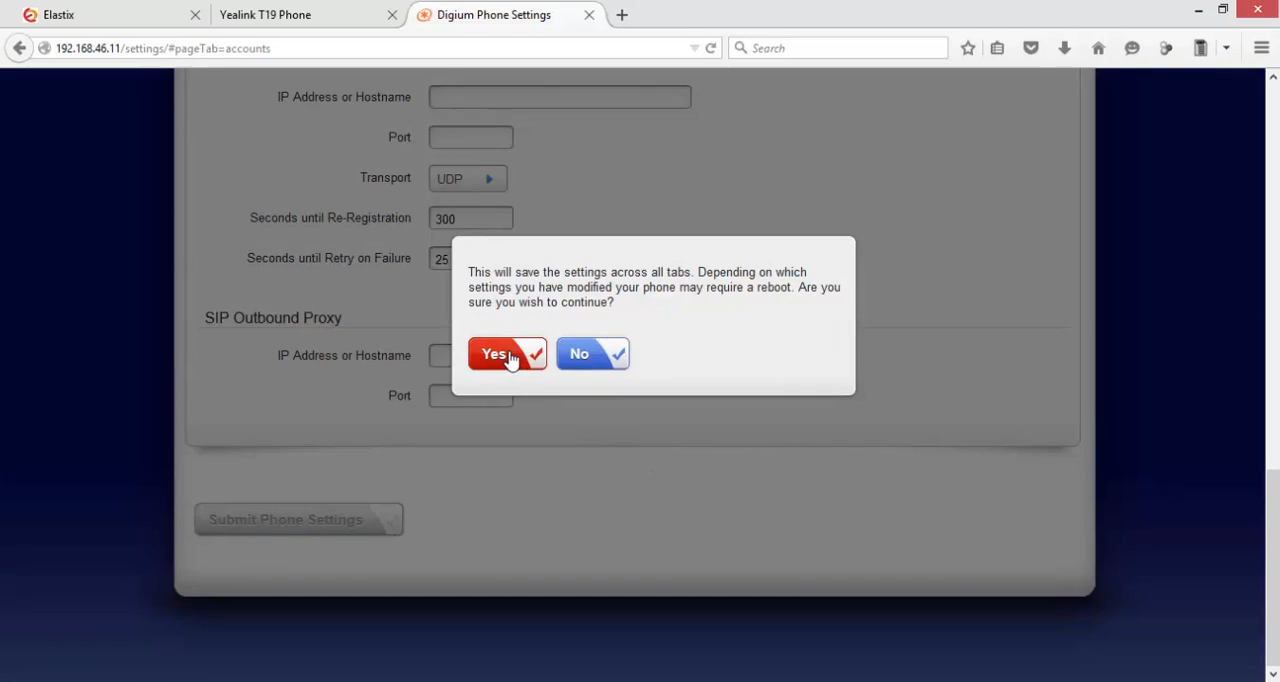 Elastix
Yealink T19 Phone
Digium Phone Settings
192.168.46.11/settings/#pageTab=accounts
Search
IP Address or Hostname
Port
Transport
UDP
Seconds until Re-Registration
300
Seconds until Retry on Failure
25
This will save the settings across all tabs. Depending on which
settings you have modified your phone may require a reboot. Are you
sure you wish to continue?
Yes
No
SIP Outbound Proxy
IP Address or Hostname
Port
Submit Phone Settings